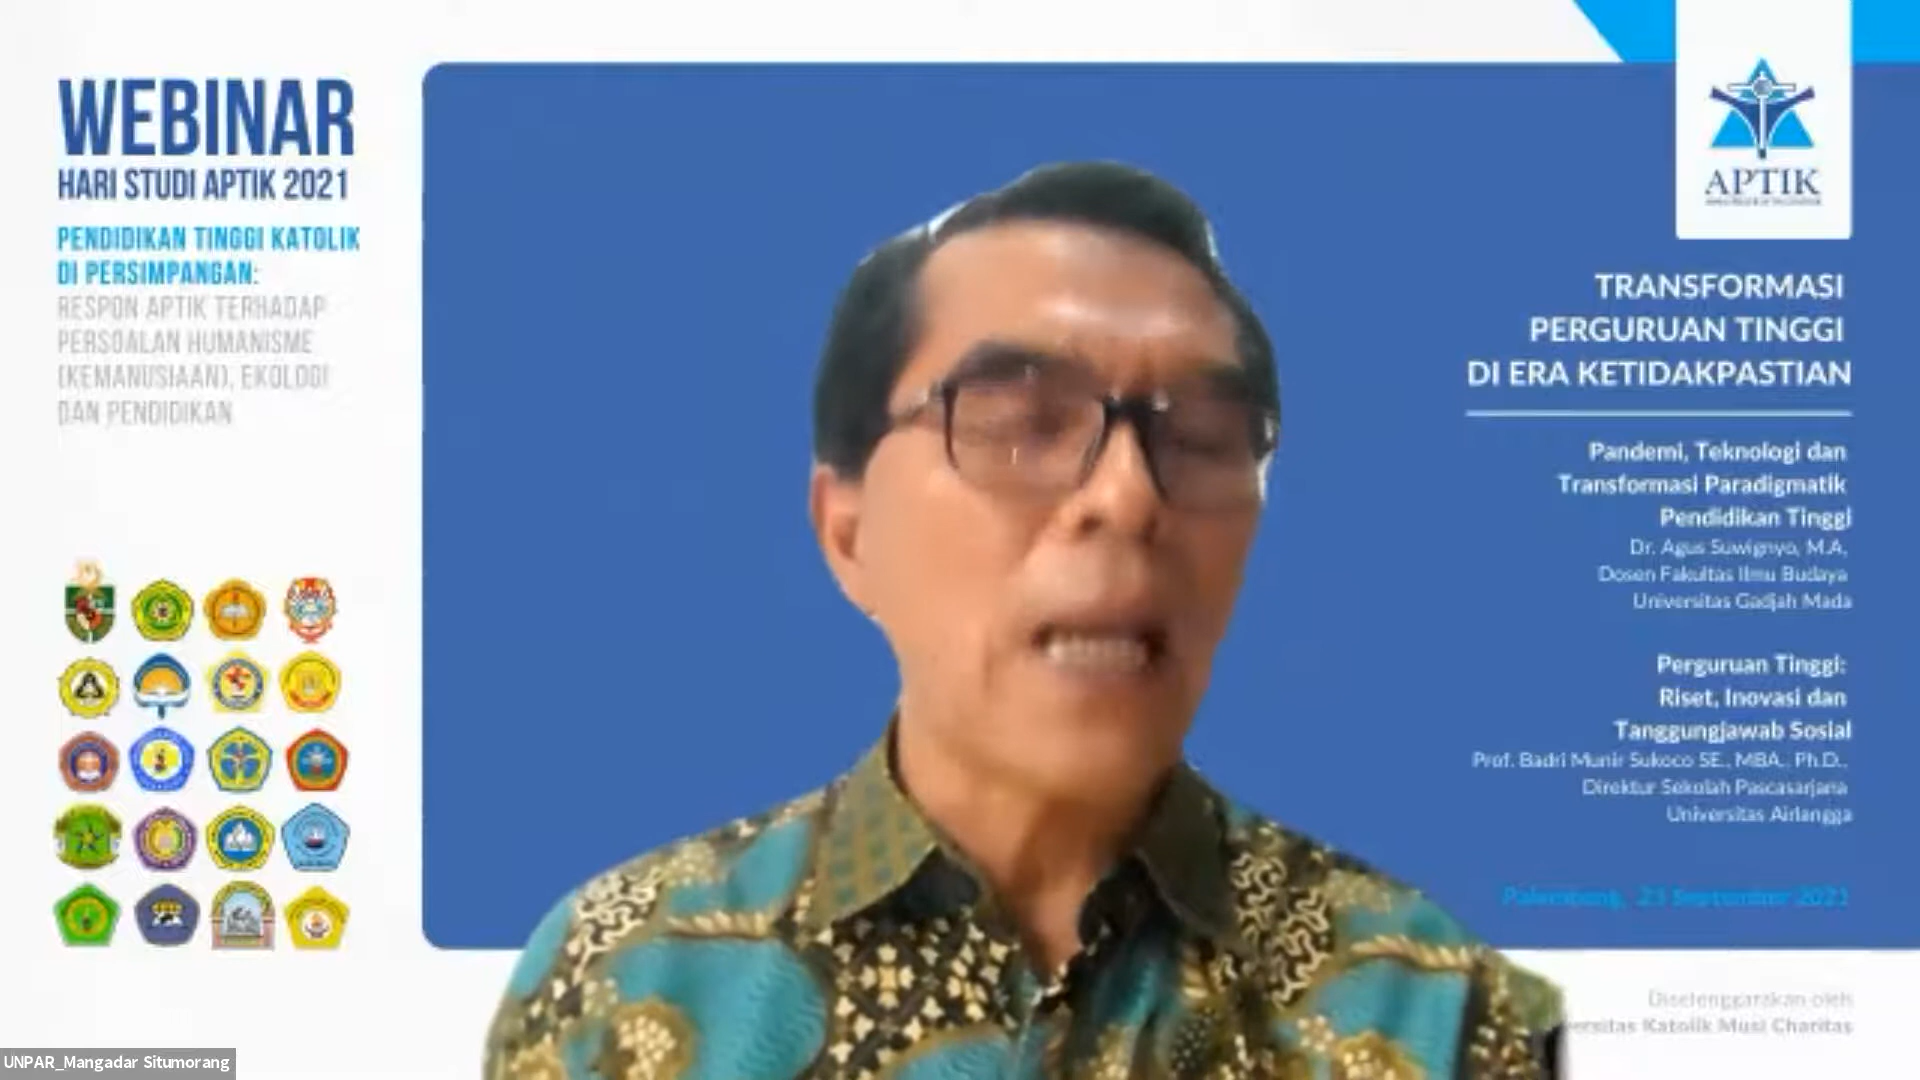 WEBINAR
HARI STUDI APTIK 2021
PENDIDIKAN TINGGI KATOLIK
DI PERSIMPANGAN:
RESPON APTIK TERHADAP
PERSOALAN HUMANISME
(KEMANUSIAAN), EKOLOGI
DAN PENDIDIKAN
APTIK
TRANSFORMASI
PERGURUAN TINGGI
DI ERA KETIDAKPASTIAN
Pandemi, Teknologi dan
Transformasi Paradigmatik
Pendidikan Tinggi
Dr. Agus Suwignyo, M.A,
Dosen Fakultas Ilmu Budaya
Universitas Gadjah Mada
Perguruan Tinggi:
Riset, Inovasi dan
Tanggungjawab Sosial
Prof. Badri Munir Sukoco SE., MBA., Ph.D.,
Direktur Sekolah Pascasarjana
Universitas Airlangga
Palembang, 23 September 2021
Diselenggarakan oleh
Katolik Musi Charitas
UNPAR_Mangadar Situmorang